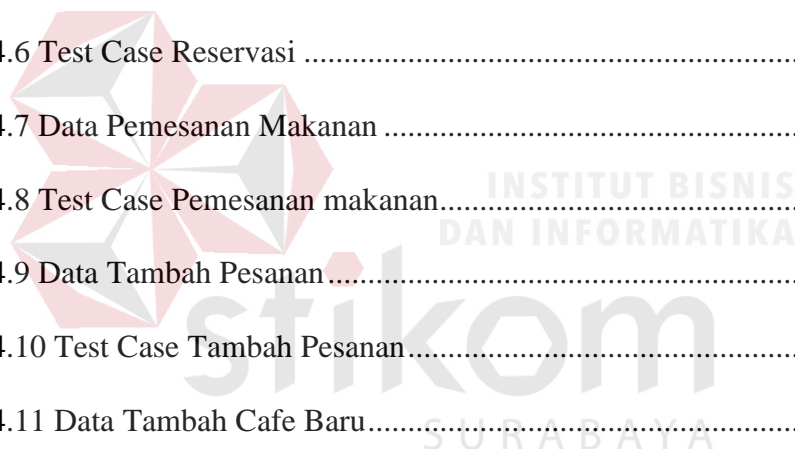 4.6 Test Case Reservasi ........................................................
4.7 Data Pemesanan Makanan ..............................................
INSTITUT BISNIS
4.8 Test Case Pemesanan makanan.......................................
DAN INFORMATIKA
4.9 Data Tambah Pesanan.....................................................
stikom
4.10 Test Case Tambah Pesanan...........................................
4.11 Data Tambah Cafe Baru................................................
SURABAYA